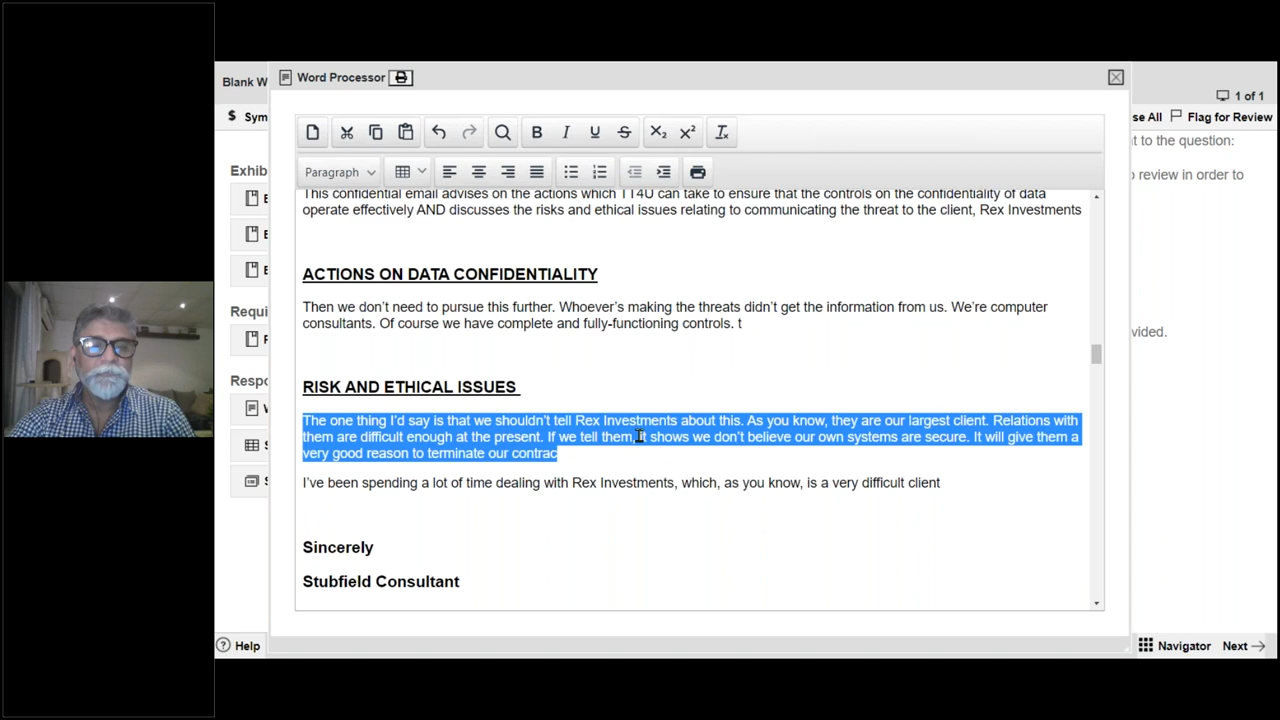 Blank W
Word Processor
1 of 1
$ Sym
se All
Flag for Review
Paragraph
t to the question:
review in order to
Exhib
E
E
E
This confidential email advises on the actions which TT4U can take to ensure that the controls on the confidentiality of data
operate effectively AND discusses the risks and ethical issues relating to communicating the threat to the client, Rex Investments
ACTIONS ON DATA CONFIDENTIALITY
Then we don't need to pursue this further. Whoever's making the threats didn't get the information from us. We're computer
consultants. Of course we have complete and fully-functioning controls. t
Requi
vided.
RISK AND ETHICAL ISSUES
Respo
The one thing I'd say is that we shouldn't tell Rex Investments about this. As you know, they are our largest client. Relations with
them are difficult enough at the present. If we tell them, it shows we don't believe our own systems are secure. It will give them a
very good reason to terminate our contrac
I've been spending a lot of time dealing with Rex Investments, which, as you know, is a very difficult client
Sincerely
Stubfield Consultant
Help
Navigator
Next